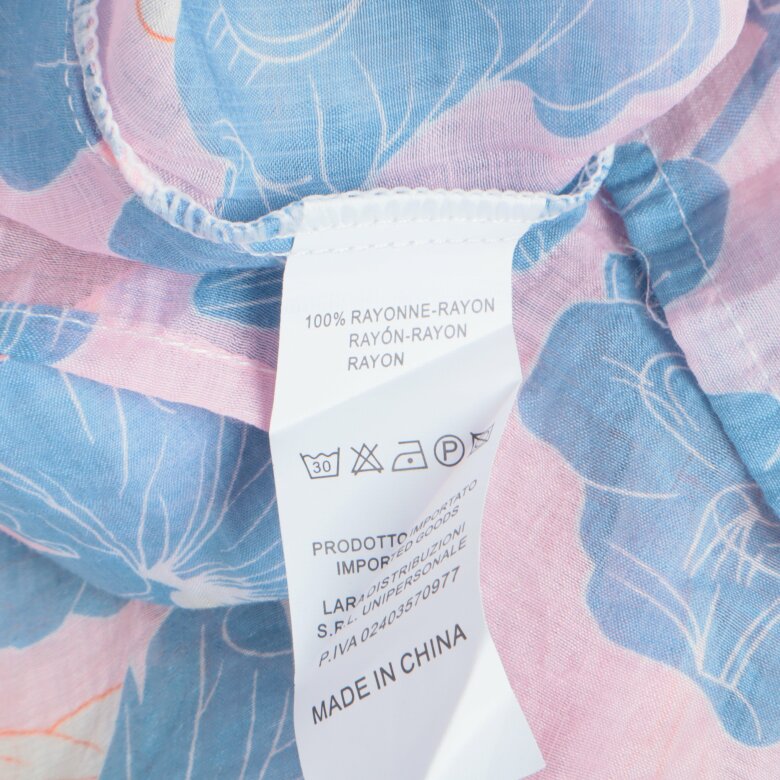 100% RAYONNE-RAYON
RAYÓN-RAYON
RAYON
30 P
PRODOTTO IMPORTATO
IMPORTED GOODS
LARA DISTRIBUZIONI
S.R.L. UNIPERSONALE
P.IVA 02403570977
MADE IN CHINA